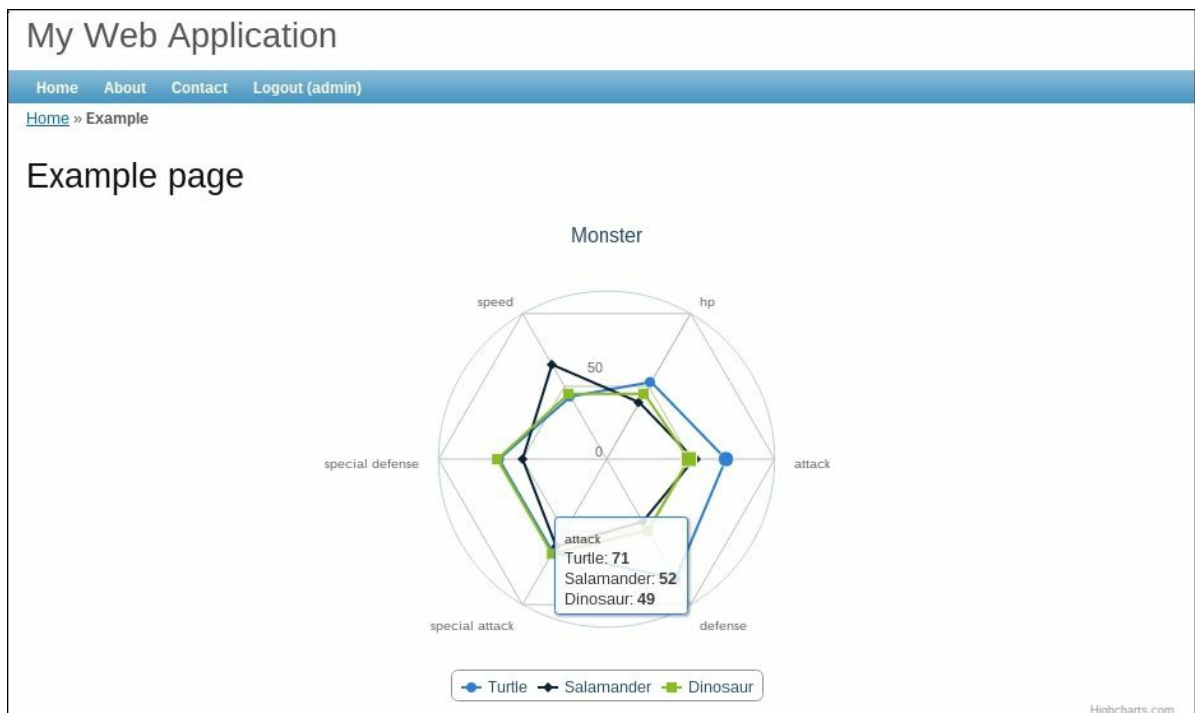 My Web Application
Home About Contact Logout (admin)
Home » Example
Example page
Monster
speed
hp
50
special defense
0
attack
attack
Turtle: 71
Salamander: 52
Dinosaur: 49
special attack
defense
Turtle Salamander Dinosaur
Highcharts.com